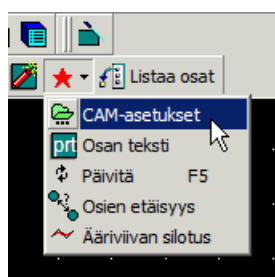 Listaa osat
CAM-asetukset
prt Osan teksti
Päivitä F5
Osien etäisyys
Ääriviivan silotus